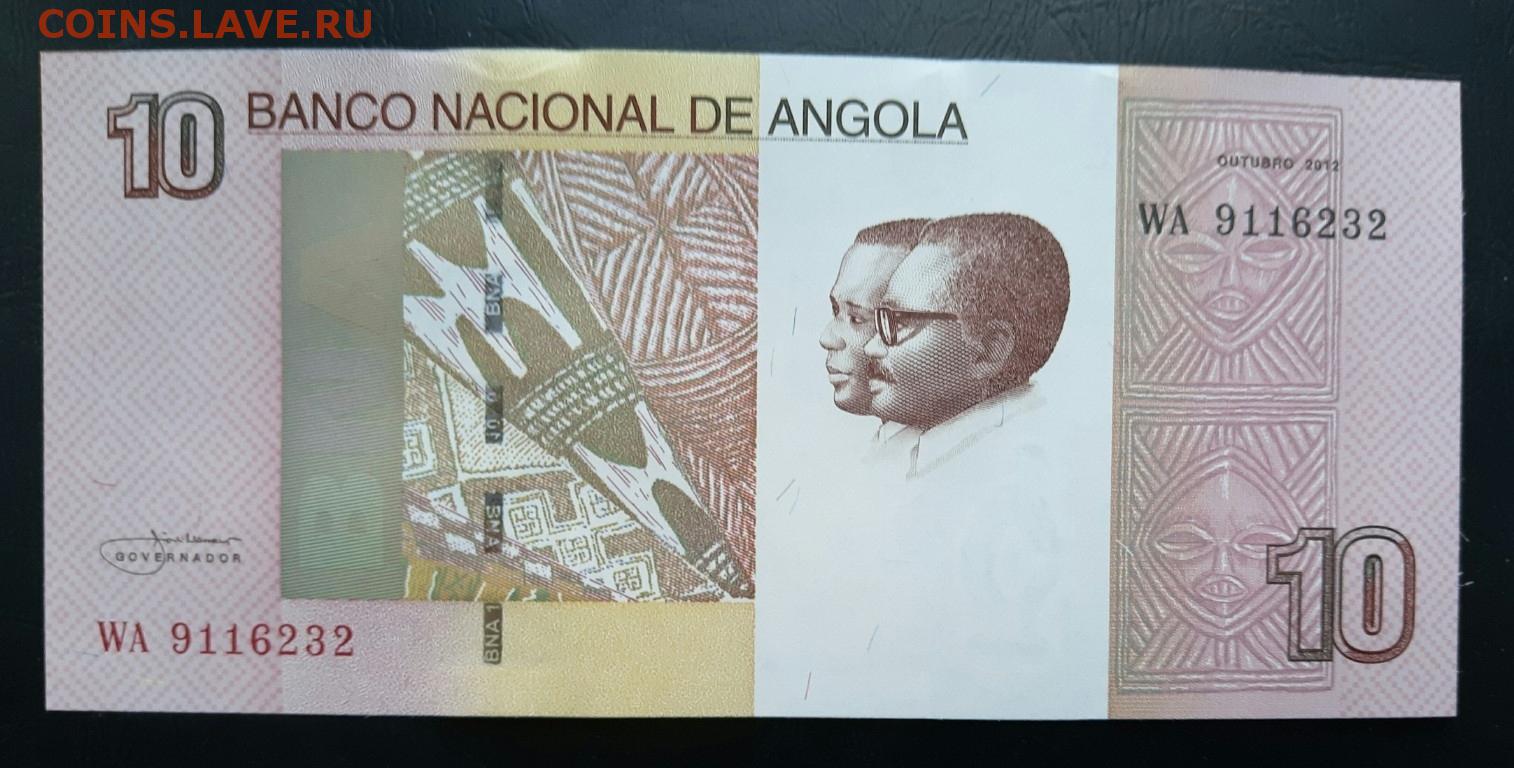 COINS.LAVE.RU
10 BANCO NACIONAL DE ANGOLA
OUTUBRO 2012
WA 9116232
BNA
BNA
BNA 1
GOVERNADOR
10
WA 9116232